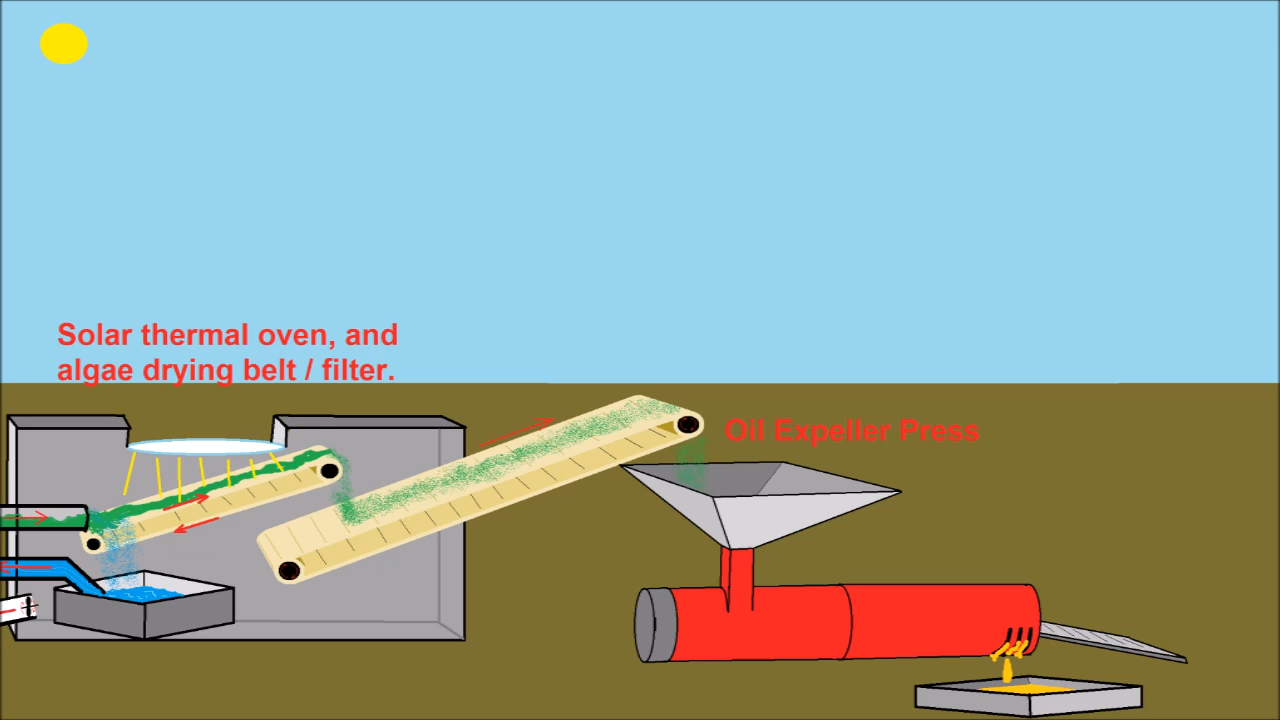 Solar thermal oven, and
algae drying belt / filter.
Oil Expeller Press